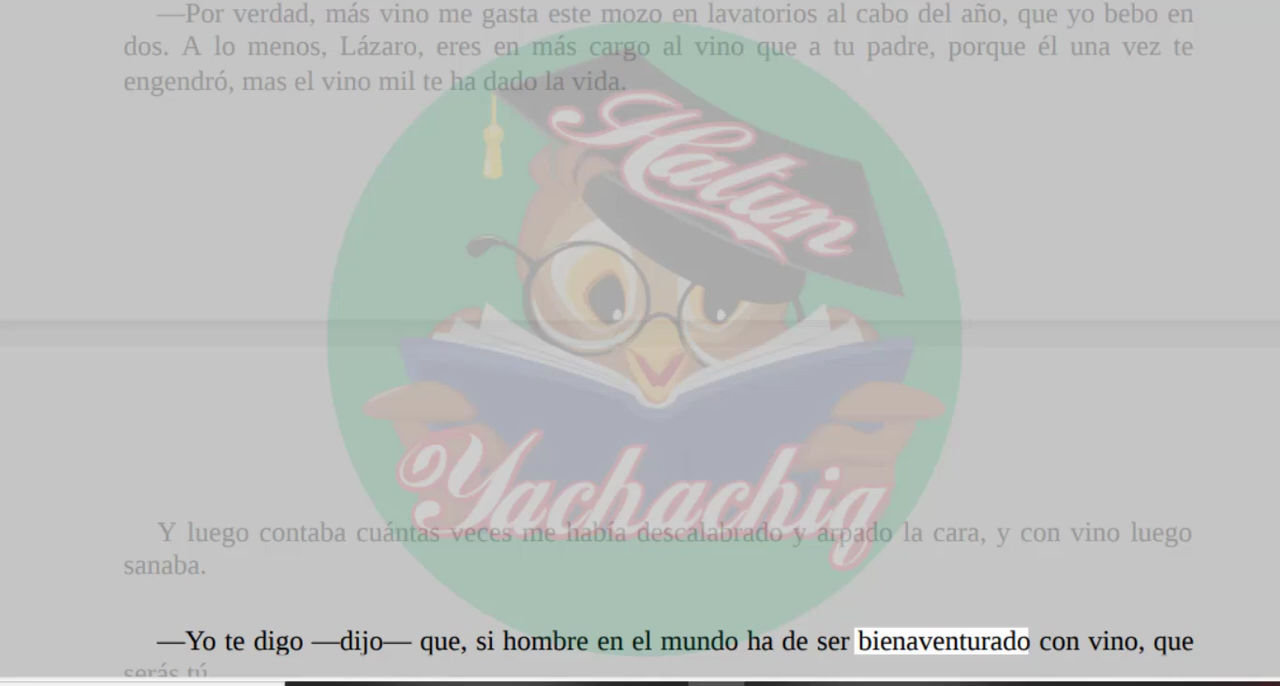 —Por verdad, más vino me gasta este mozo en lavatorios al cabo del año, que yo bebo en
dos. A lo menos, Lázaro, eres en más cargo al vino que a tu padre, porque él una vez te
engendró, mas el vino mil te ha dado la vida.
Hatun
Yachachiq
Y luego contaba cuántas veces me había descalabrado y arpado la cara, y con vino luego
sanaba.
—Yo te digo —dijo— que, si hombre en el mundo ha de ser bienaventurado con vino, que
serás tú.